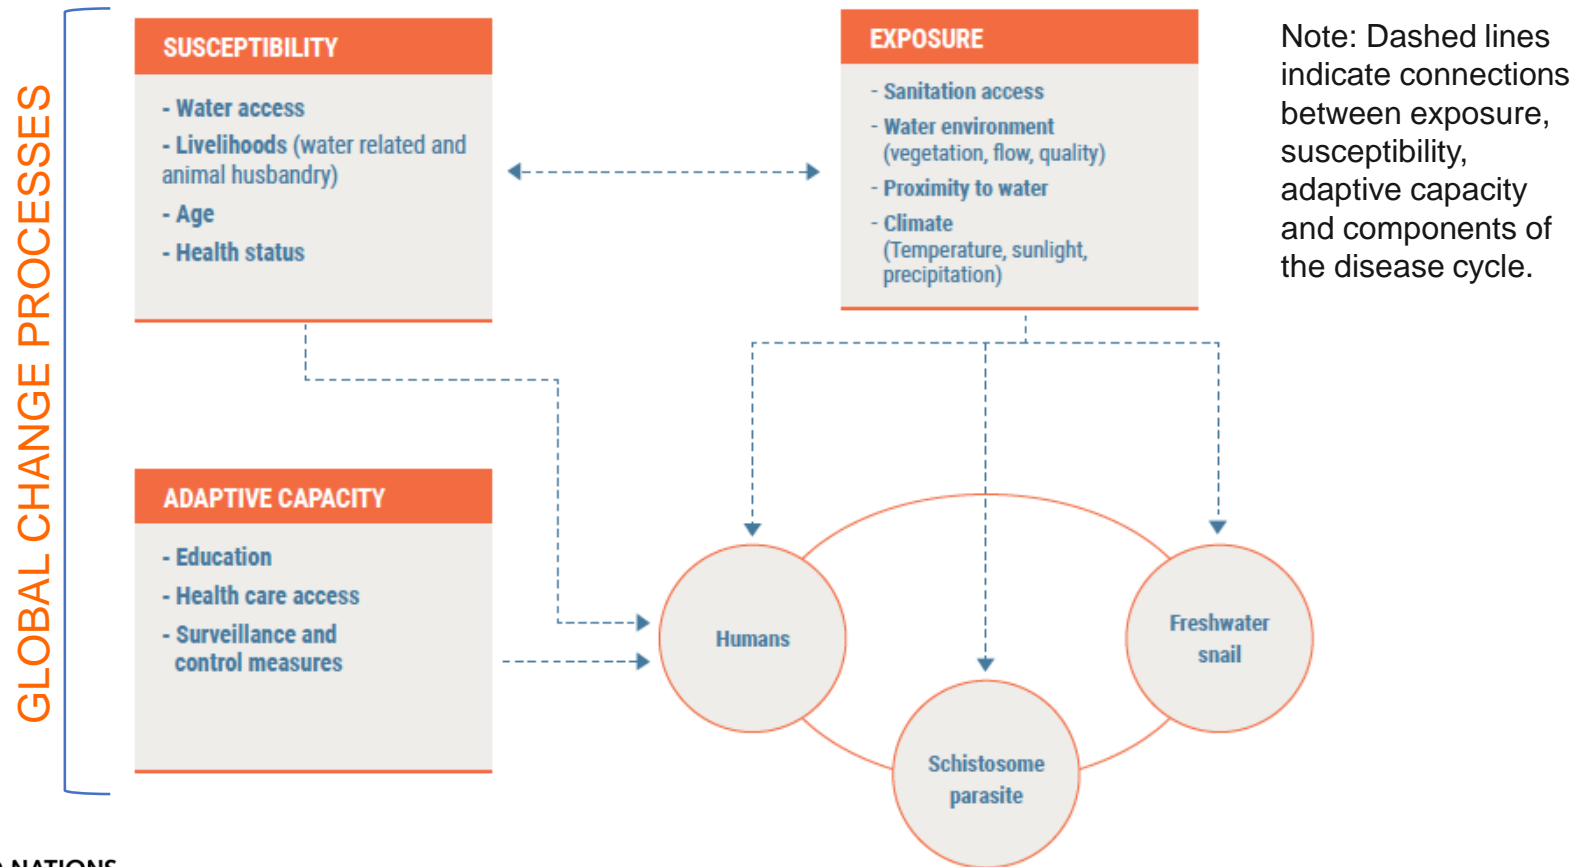 GLOBAL CHANGE PROCESSES
SUSCEPTIBILITY
- Water access
- Livelihoods (water related and
animal husbandry)
- Age
- Health status
EXPOSURE
- Sanitation access
- Water environment
(vegetation, flow, quality)
- Proximity to water
- Climate
(Temperature, sunlight,
precipitation)
Note: Dashed lines
indicate connections
between exposure,
susceptibility,
adaptive capacity
and components of
the disease cycle.
ADAPTIVE CAPACITY
- Education
- Health care access
- Surveillance and
control measures
Humans
Freshwater
snail
Schistosome
parasite
NATIONS